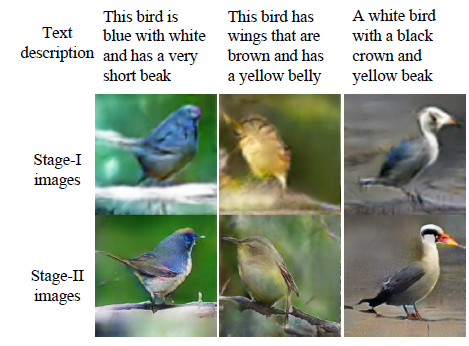 Text
description
This bird is
blue with white
and has a very
short beak
This bird has
wings that are
brown and has
a yellow belly
A white bird
with a black
crown and
yellow beak
Stage-I
images
Stage-II
images